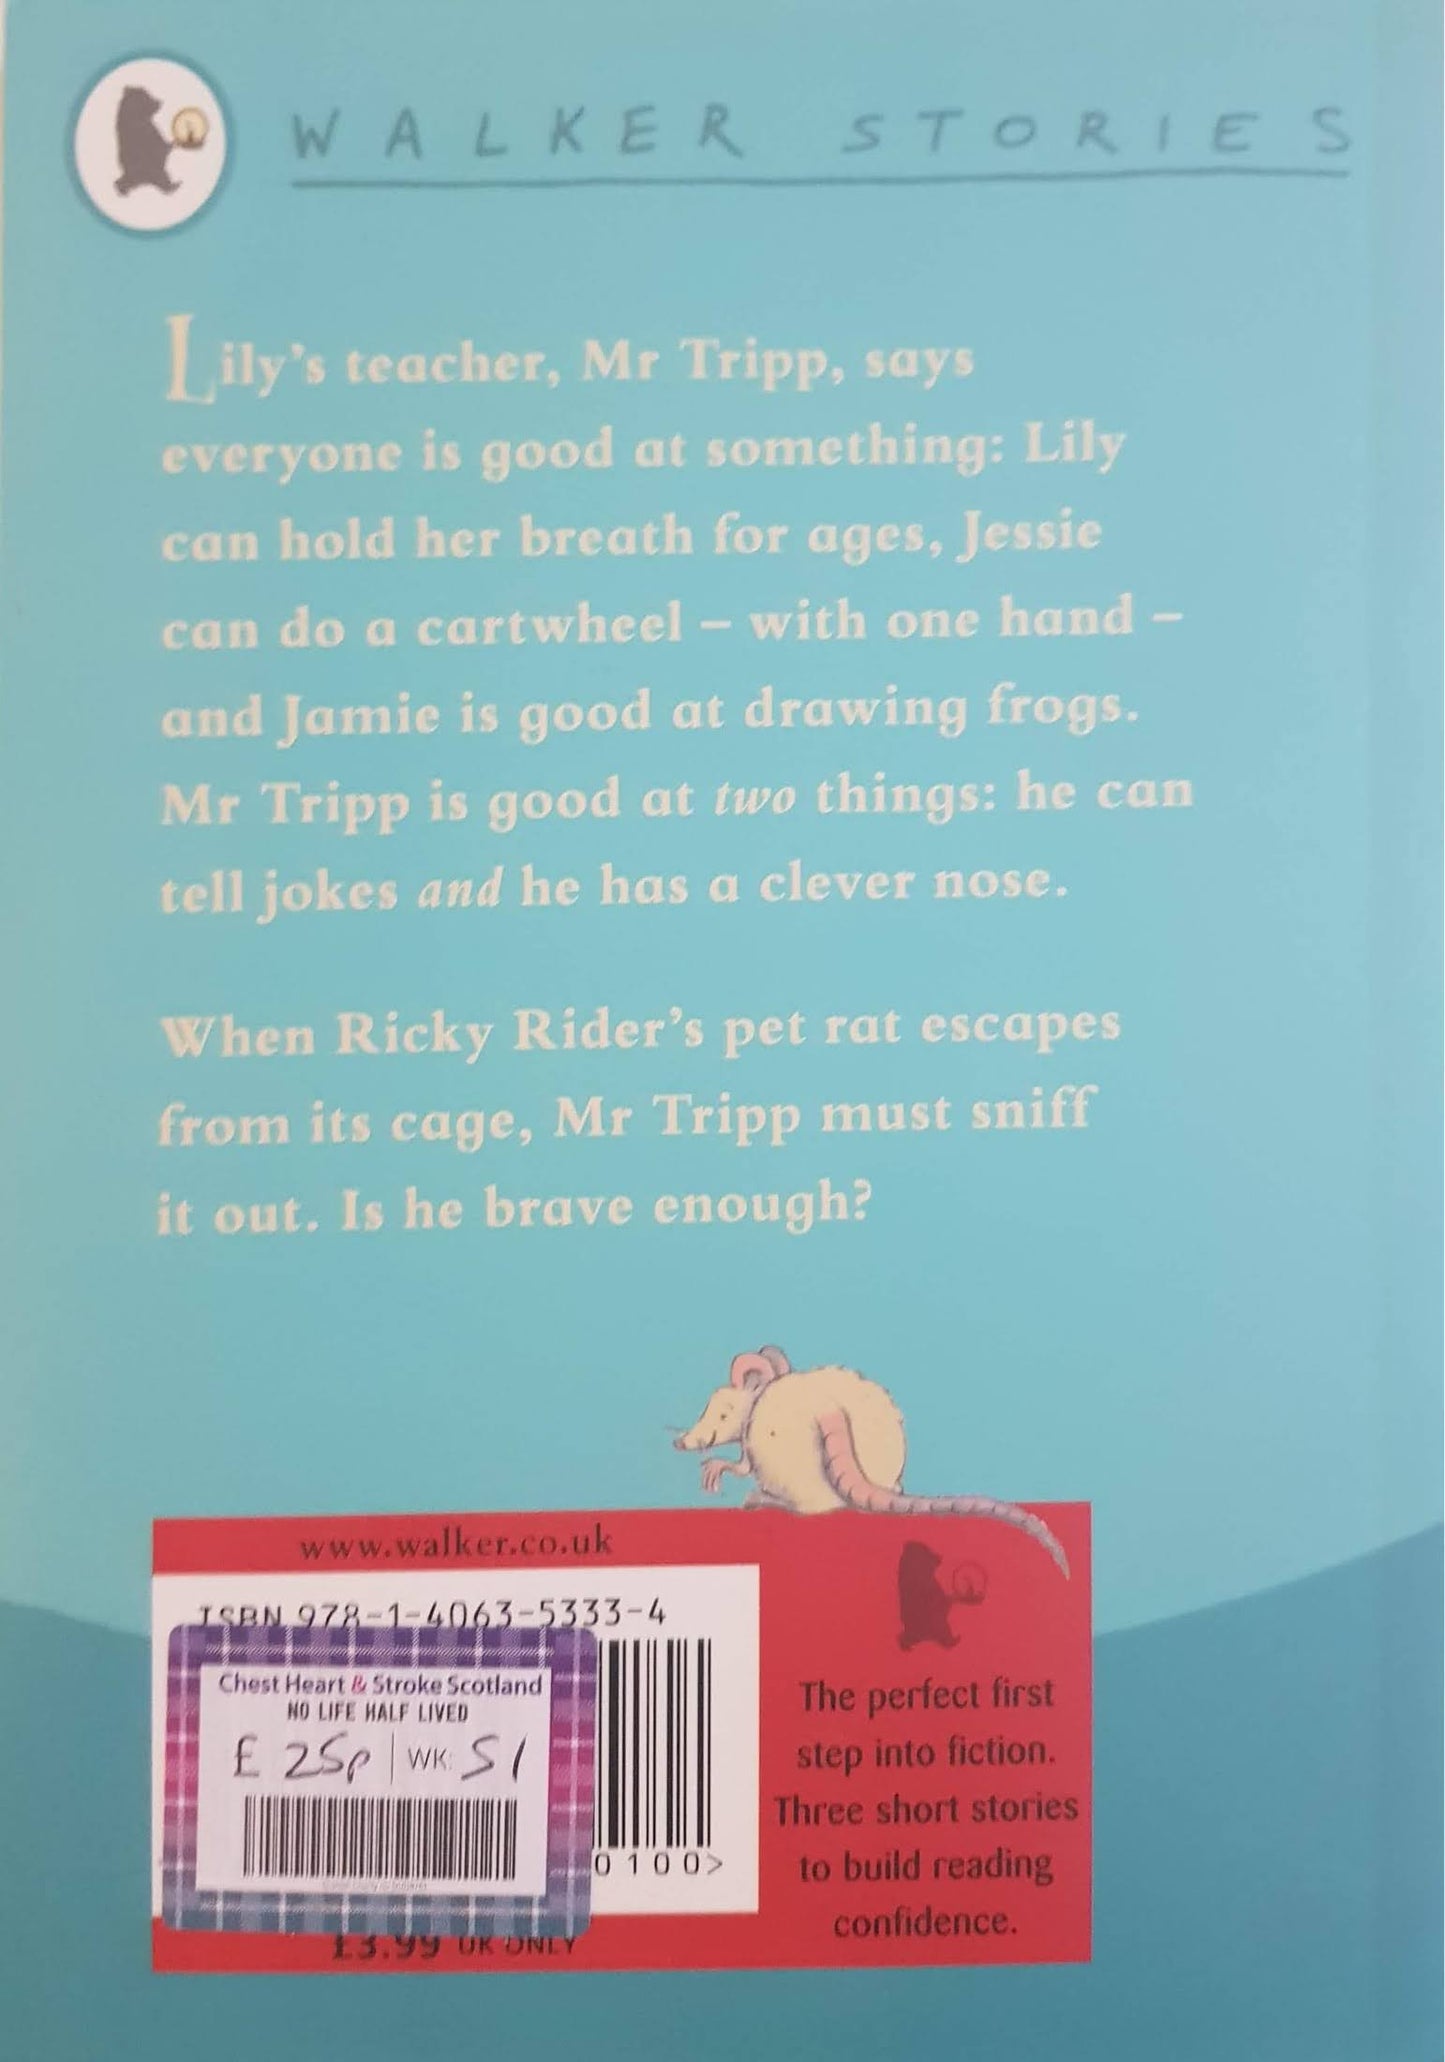 WALKER STORIES
Lily's teacher, Mr Tripp, says
everyone is good at something: Lily
can hold her breath for ages, Jessie
can do a cartwheel – with one hand –
and Jamie is good at drawing frogs.
Mr Tripp is good at two things: he can
tell jokes and he has a clever nose.
When Ricky Rider's pet rat escapes
from its cage, Mr Tripp must sniff
it out. Is he brave enough?
www.walker.co.uk
ISBN 978-1-4063-5333-4
Chest Heart & Stroke Scotland
NO LIFE HALF LIVED
£ 25p WK: 51
0 1 0 0>
£3.99 UK ONLY
The perfect first
step into fiction.
Three short stories
to build reading
confidence.